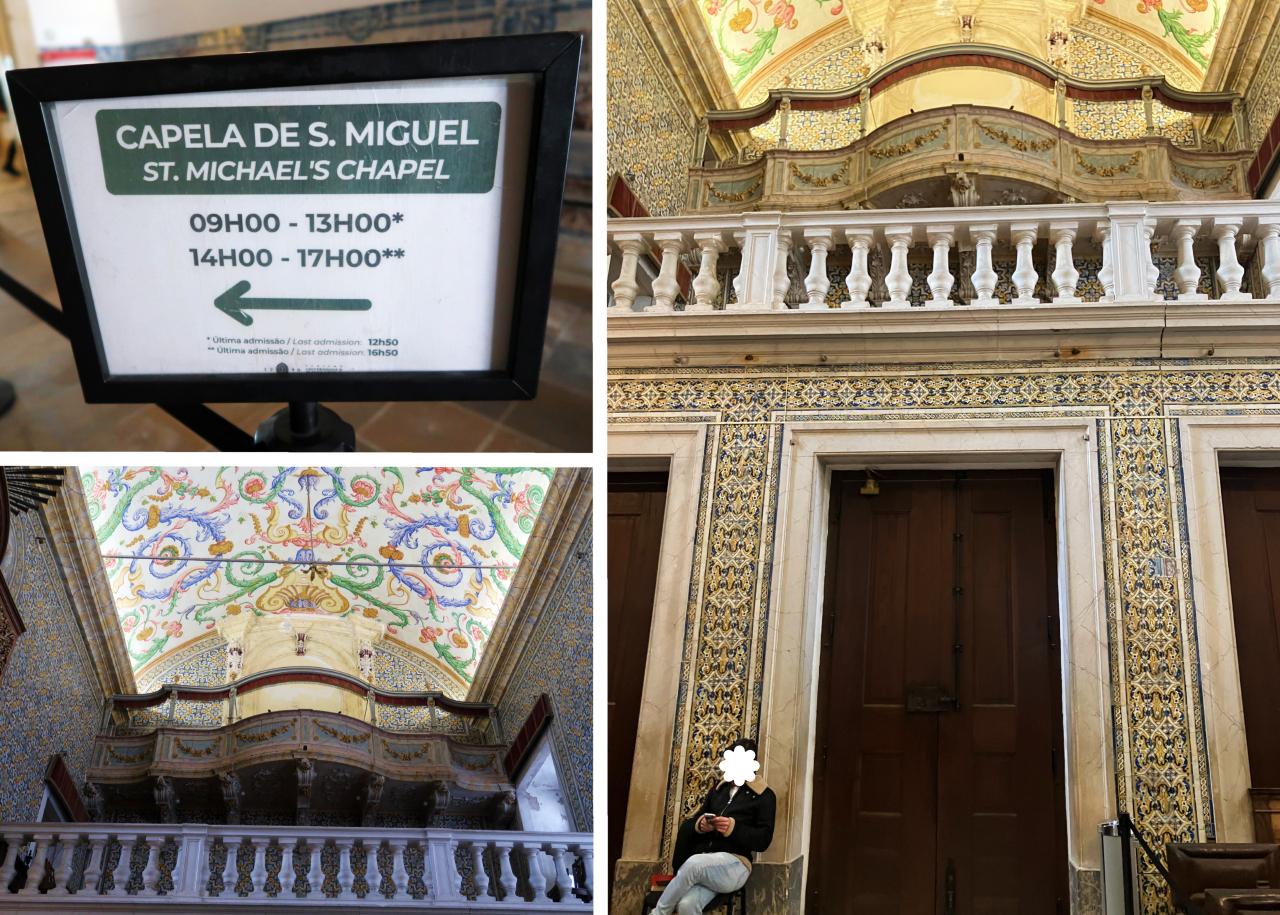 CAPELA DE S. MIGUEL
ST. MICHAEL'S CHAPEL
09H00 - 13H00*
14H00 - 17H00**
* Última admissão / Last admission: 12h50
** Última admissão / Last admission: 16h50